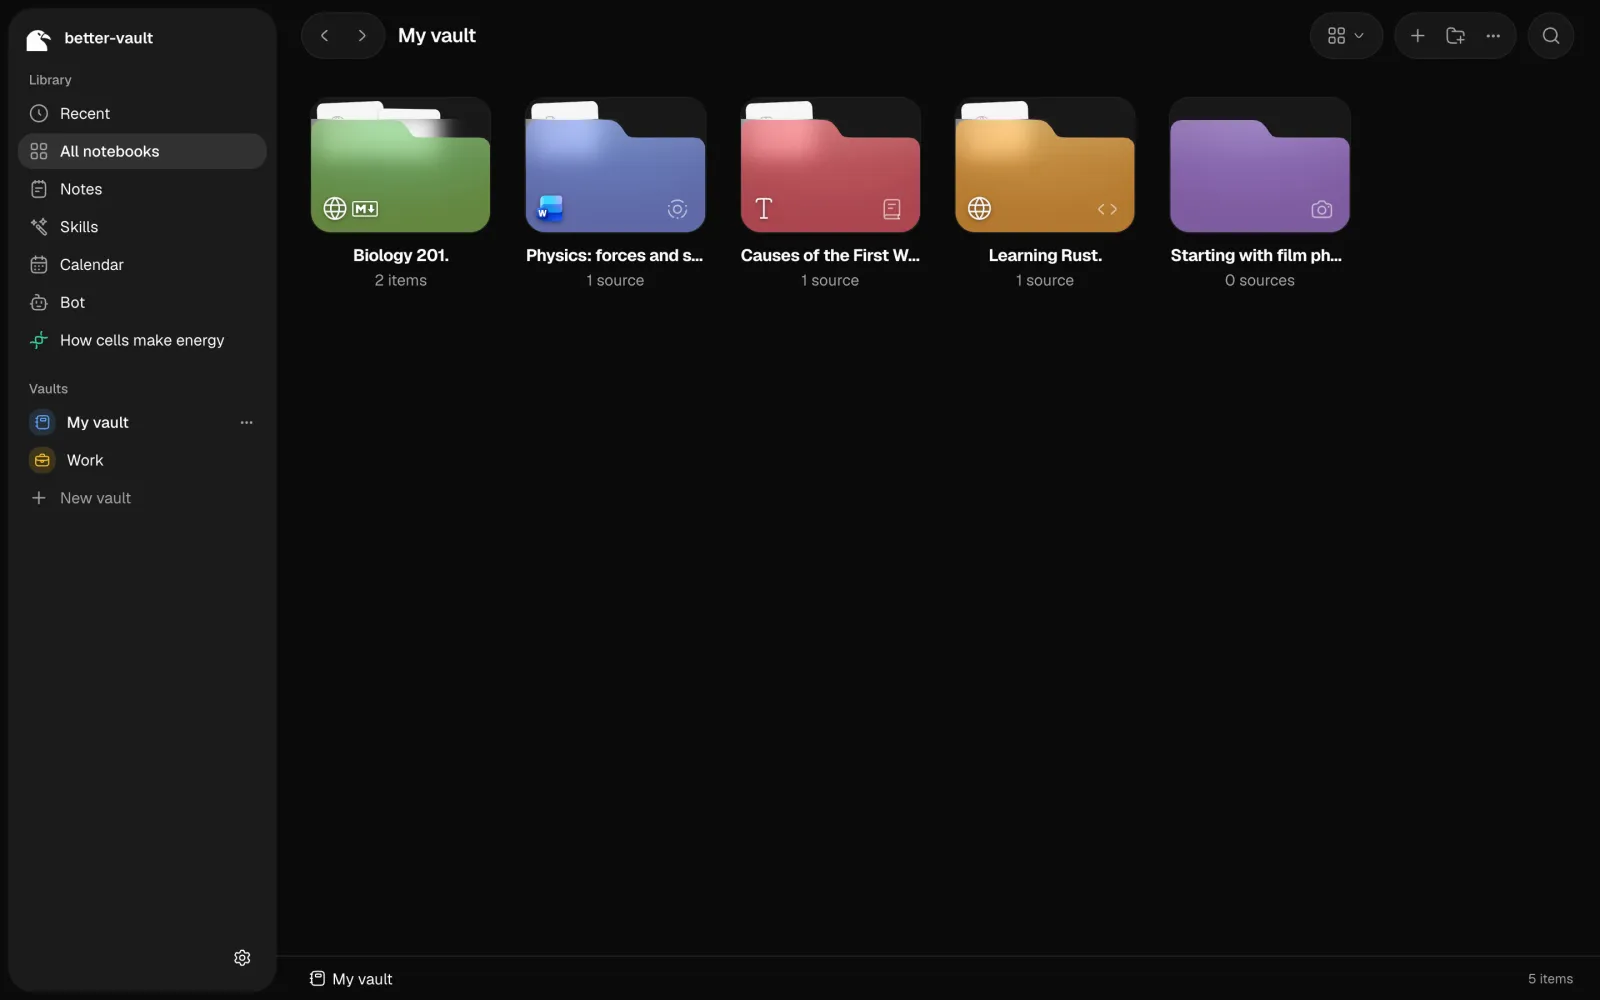 better-vault
Library
Recent
All notebooks
Notes
Skills
Calendar
Bot
How cells make energy
Vaults
My vault
Work
New vault
My vault
M
W
T
Biology 201.
2 items
Physics: forces and s...
1 source
Causes of the First W...
1 source
Learning Rust.
1 source
Starting with film ph...
0 sources
My vault
5 items